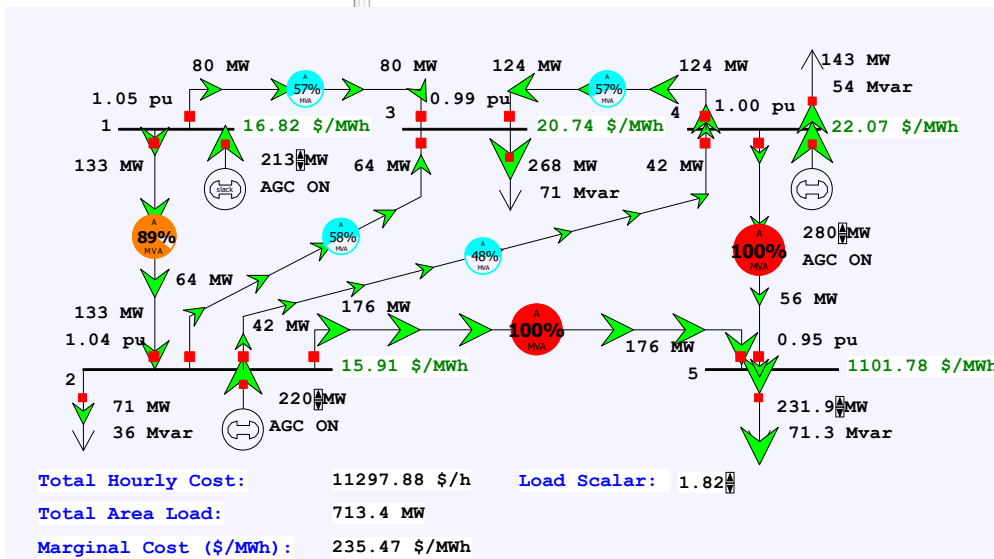 80 MW
A
57%
MVA
80 MW
124 MW
A
57%
MVA
124 MW
143 MW
54 Mvar
1.05 pu
3
0.99 pu
4
1.00 pu
1
16.82 $/MWh
20.74 $/MWh
22.07 $/MWh
133 MW
213 MW
64 MW
268 MW
42 MW
slack
AGC ON
71 Mvar
A
89%
MVA
A
58%
MVA
A
48%
MVA
A
100%
MVA
280 MW
AGC ON
64 MW
176 MW
56 MW
133 MW
42 MW
A
100%
MVA
1.04 pu
176 MW
0.95 pu
2
15.91 $/MWh
5
1101.78 $/MWh
71 MW
220 MW
231.9 MW
36 Mvar
AGC ON
71.3 Mvar
Total Hourly Cost: 11297.88 $/h Load Scalar: 1.82
Total Area Load: 713.4 MW
Marginal Cost ($/MWh): 235.47 $/MWh